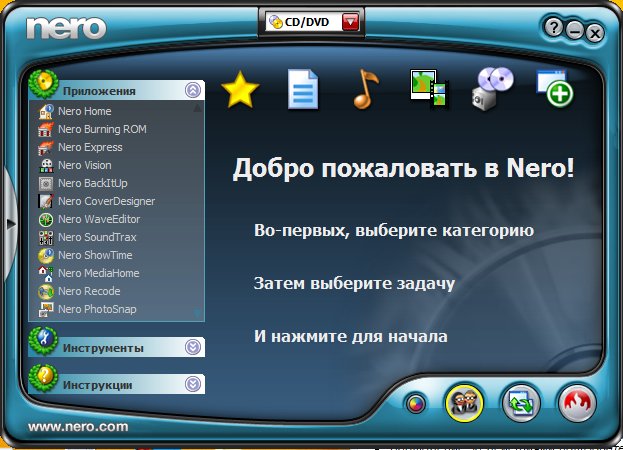 nero
CD/DVD
?
Приложения
Nero Home
Nero Burning ROM
Nero Express
Nero Vision
Nero BackItUp
Nero CoverDesigner
Nero WaveEditor
Nero SoundTrax
Nero ShowTime
Nero MediaHome
Nero Recode
Nero PhotoSnap
Инструменты
Инструкции
Добро пожаловать в Nero!
Во-первых, выберите категорию
Затем выберите задачу
И нажмите для начала
www.nero.com